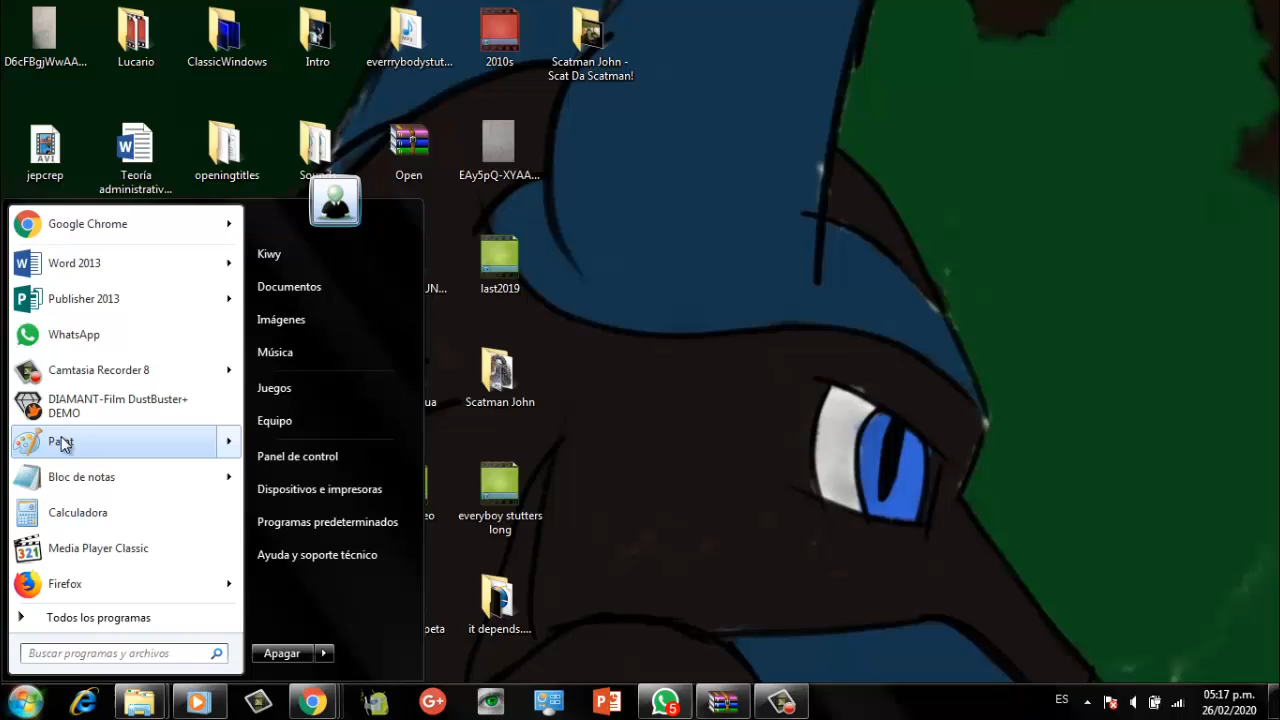 D6cFBgjWwAA...
Lucario
ClassicWindows
Intro
everrrybodystut...
2010s
Scatman John -
Scat Da Scatman!
jepcrep
Teoría
administrativ...
openingtitles
Open
EAy5pQ-XYAA...
last2019
Scatman John
everyboy stutters
long
it depends....
Google Chrome
Word 2013
Publisher 2013
WhatsApp
Camtasia Recorder 8
DIAMANT-Film DustBuster+
DEMO
Paint
Bloc de notas
Calculadora
Media Player Classic
Firefox
Todos los programas
Buscar programas y archivos
Kiwy
Documentos
Imágenes
Música
Juegos
Equipo
Panel de control
Dispositivos e impresoras
Programas predeterminados
Ayuda y soporte técnico
Apagar
ES
05:17 p.m.
26/02/2020